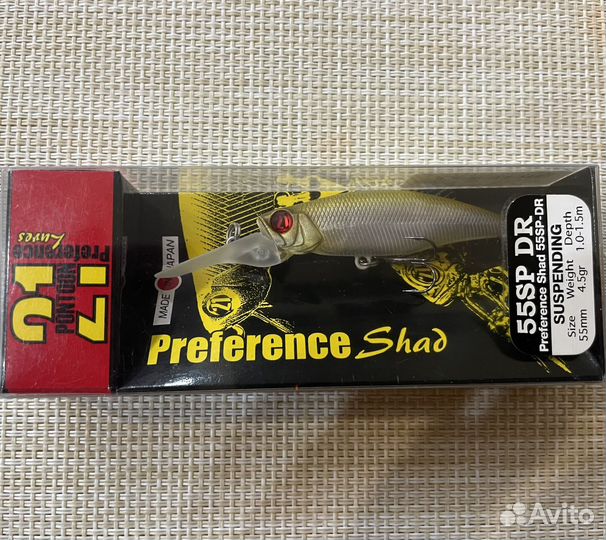 Preference
Lures
PONTOON
21
MADE JAPAN
21
Preference Shad
55SP DR
Preference Shad 55SP-DR
SUSPENDING
Size Weight Depth
55mm 4.5gr 1.0-1.5m
Avito